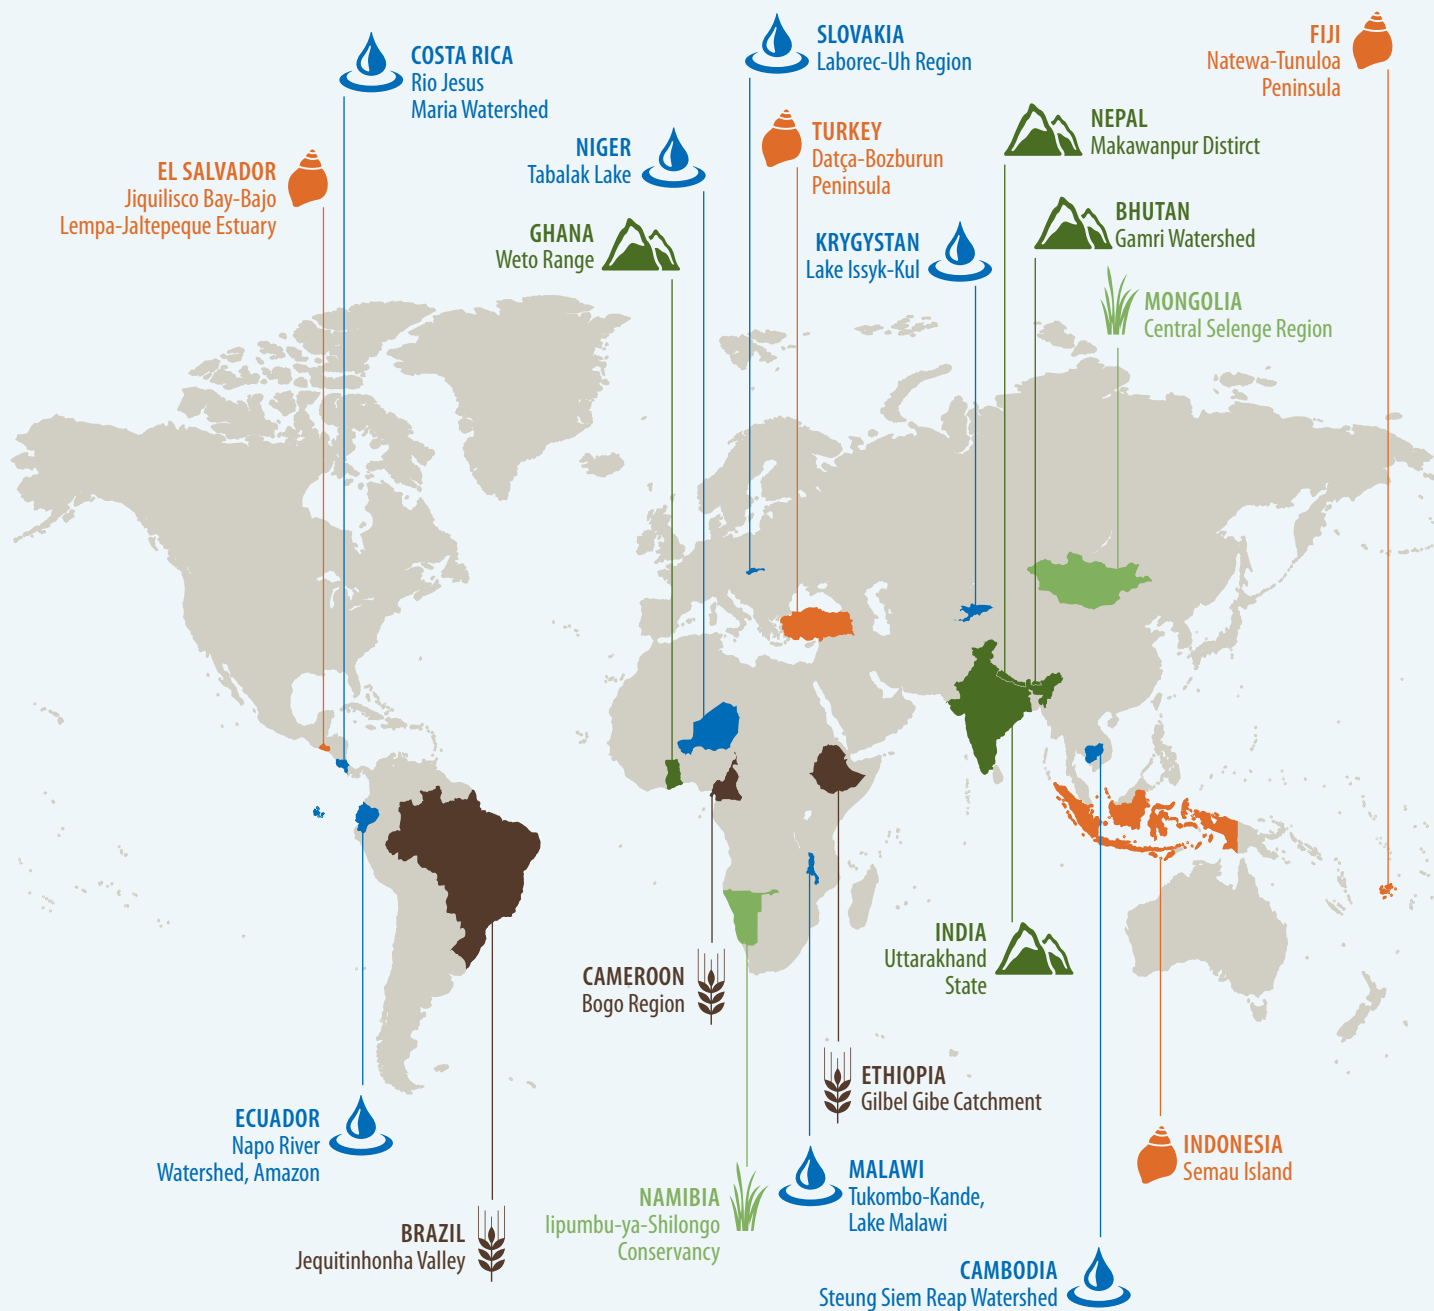 COSTA RICA
Rio Jesus
Maria Watershed
SLOVAKIA
Laborec-Uh Region
FIJI
Natewa-Tunuloa
Peninsula
NIGER
Tabalak Lake
TURKEY
Datça-Bozburun
Peninsula
NEPAL
Makawanpur Distirct
EL SALVADOR
Jiquilisco Bay-Bajo
Lempa-Jaltepeque Estuary
GHANA
Weto Range
KRYGYSTAN
Lake Issyk-Kul
BHUTAN
Gamri Watershed
MONGOLIA
Central Selenge Region
INDIA
Uttarakhand
State
CAMEROON
Bogo Region
ETHIOPIA
Gilbel Gibe Catchment
ECUADOR
Napo River
Watershed, Amazon
INDONESIA
Semau Island
MALAWI
Tukombo-Kande,
Lake Malawi
NAMIBIA
Iipumbu-ya-Shilongo
Conservancy
BRAZIL
Jequitinhonha Valley
CAMBODIA
Steung Siem Reap Watershed